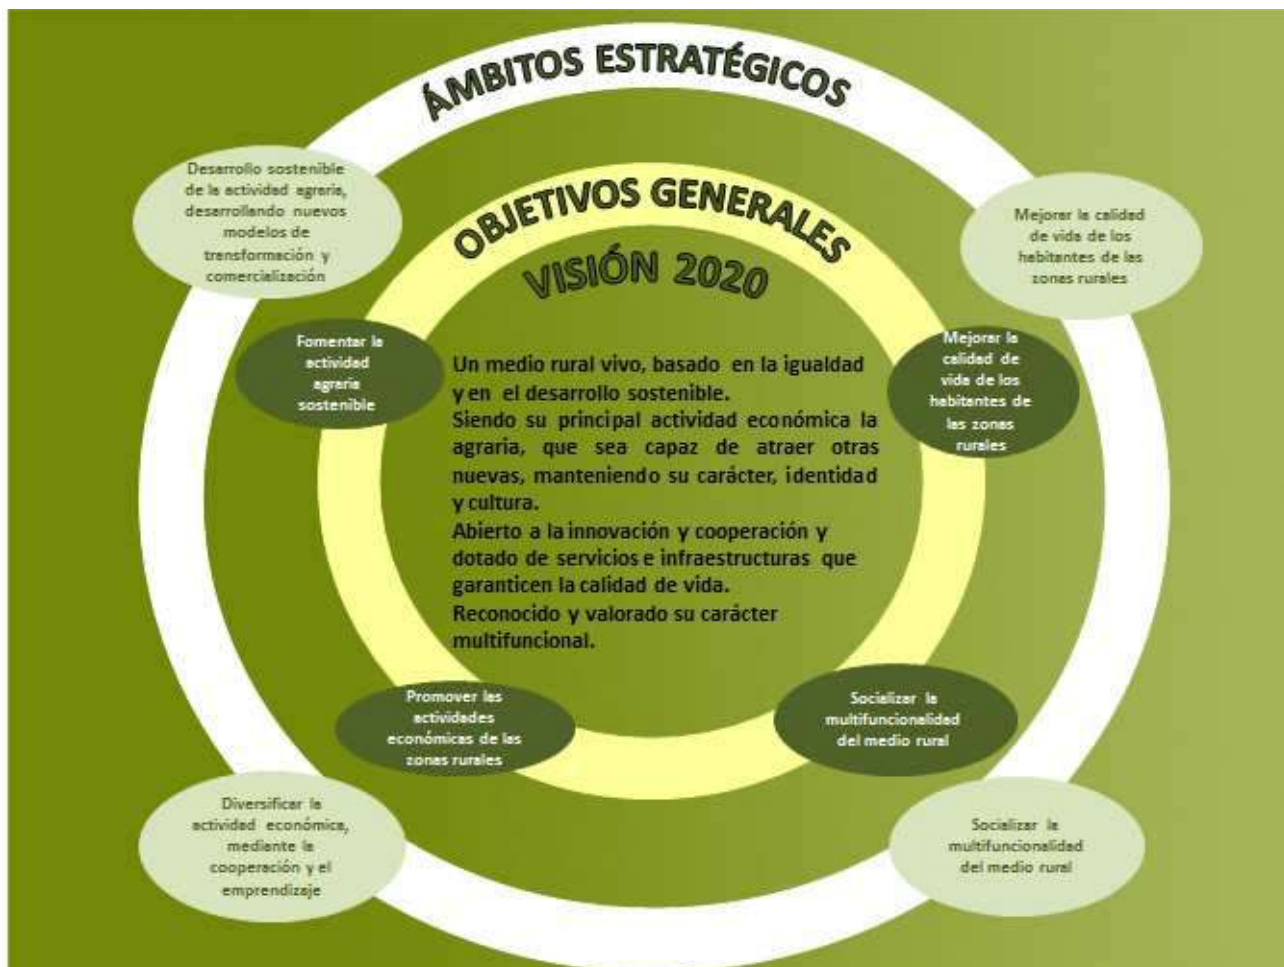 ÁMBITOS ESTRATÉGICOS
OBJETIVOS GENERALES
VISIÓN 2020
Desarrollo sostenible
de la actividad agraria,
desarrollando nuevos
modelos de
transformación y
comercialización
Mejorar la calidad
de vida de los
habitantes de las
zonas rurales
Fomentar la
actividad
agraria
sostenible
Mejorar la
calidad de
vida de los
habitantes de
las zonas
rurales
Un medio rural vivo, basado en la igualdad
y en el desarrollo sostenible.
Siendo su principal actividad económica la
agraria, que sea capaz de atraer otras
nuevas, manteniendo su carácter, identidad
y cultura.
Abierto a la innovación y cooperación y
dotado de servicios e infraestructuras que
garanticen la calidad de vida.
Reconocido y valorado su carácter
multifuncional.
Promover las
actividades
económicas de las
zonas rurales
Socializar la
multifuncionalidad
del medio rural
Diversificar la
actividad económica,
mediante la
cooperación y el
emprendizaje
Socializar la
multifuncionalidad
del medio rural